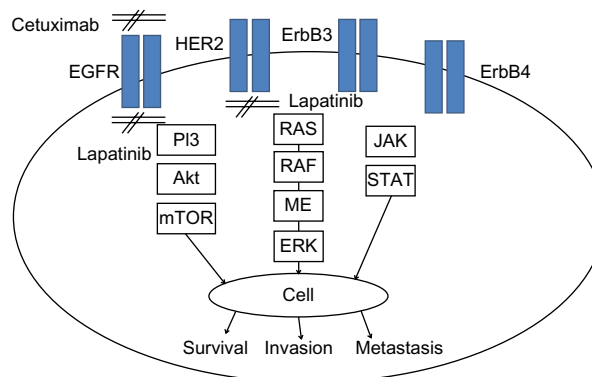 Cetuximab
EGFR
HER2
ErbB3
ErbB4
Lapatinib
Lapatinib
PI3
Akt
mTOR
RAS
RAF
ME
ERK
JAK
STAT
Cell
Survival
Invasion
Metastasis